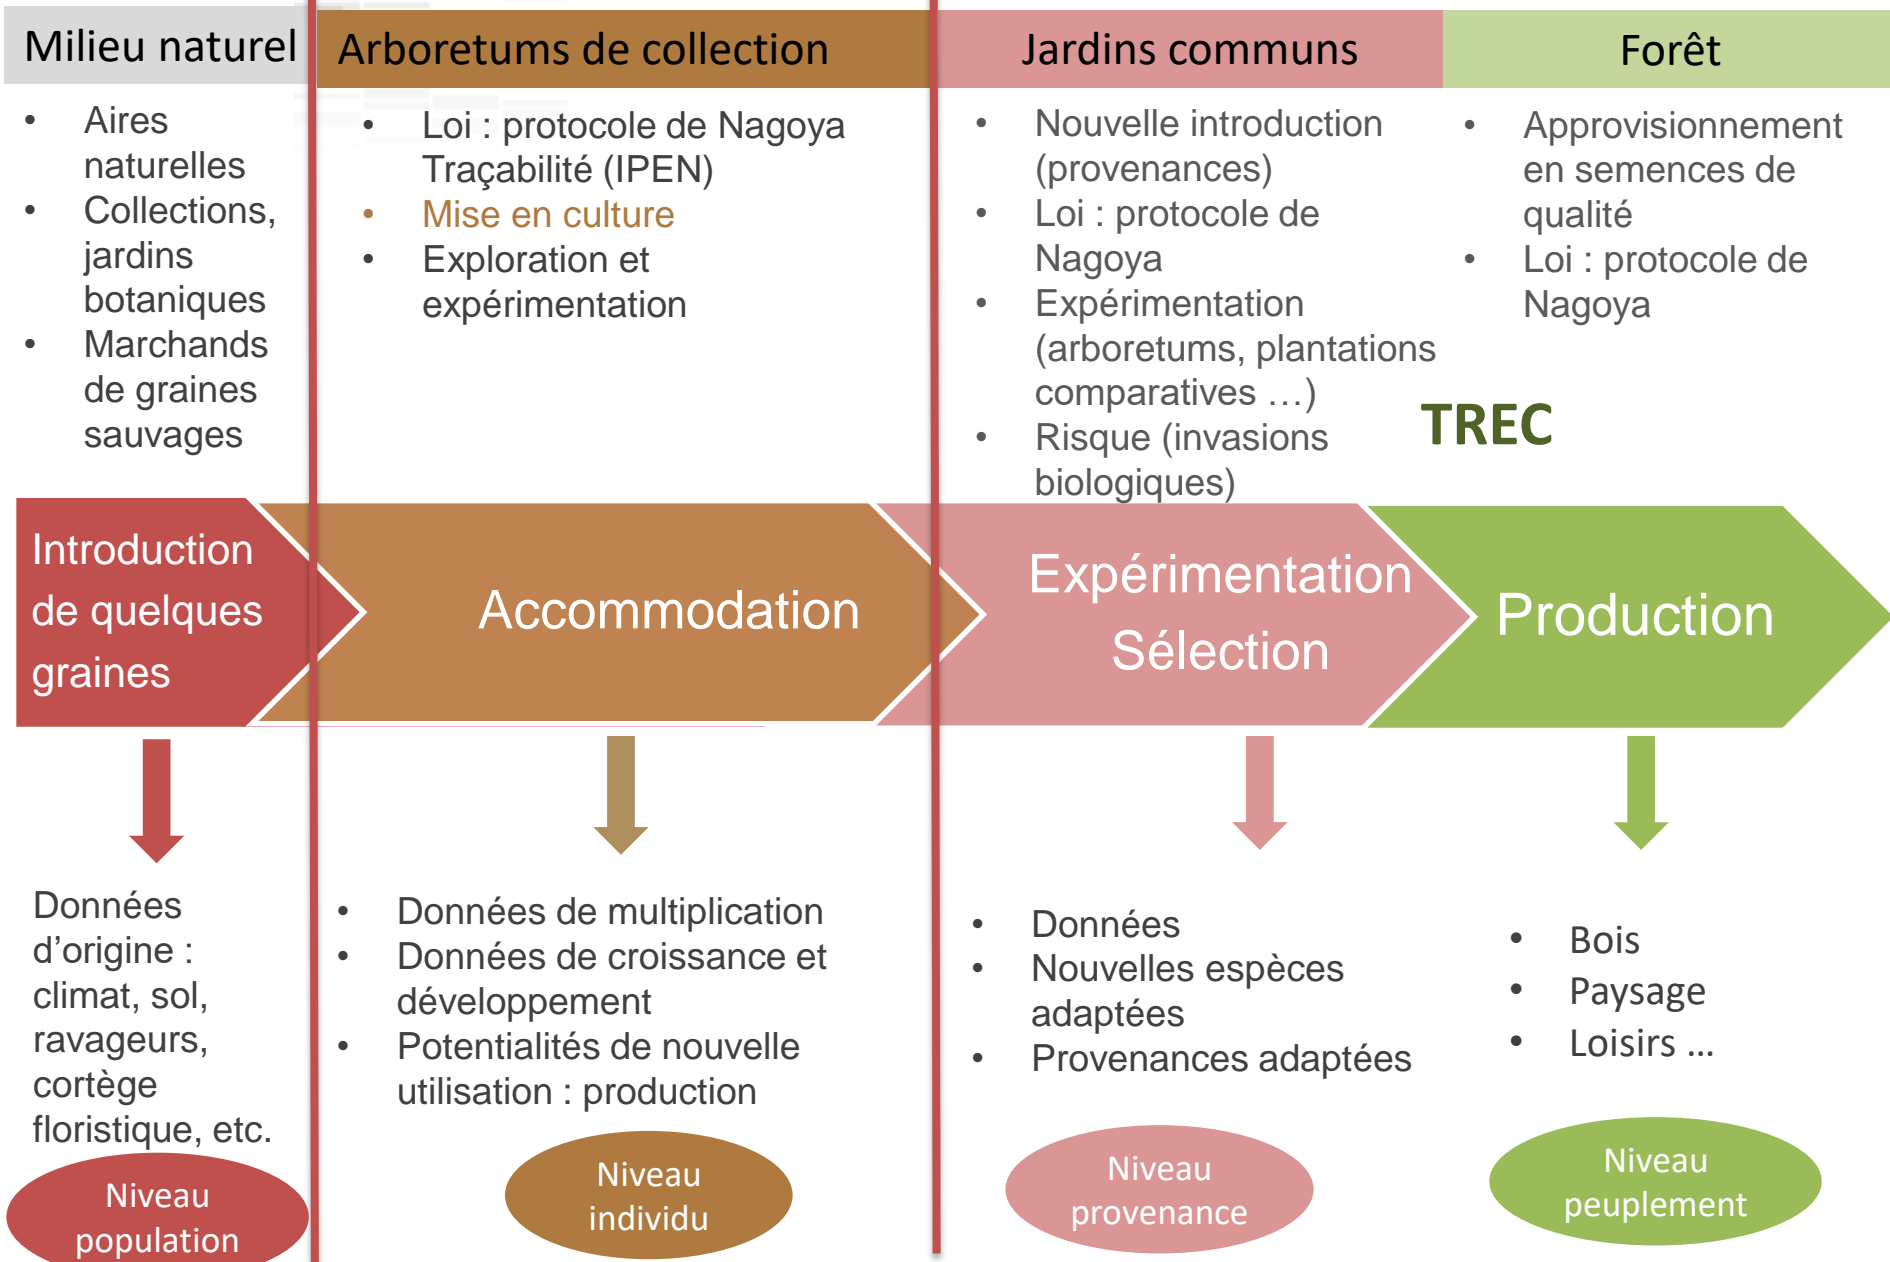 Milieu naturel
Arboretums de collection
Jardins communs
Forêt
• Aires
naturelles
• Collections,
jardins
botaniques
• Marchands
de graines
sauvages
• Loi : protocole de Nagoya
Traçabilité (IPEN)
• Mise en culture
• Exploration et
expérimentation
• Nouvelle introduction
(provenances)
• Loi : protocole de
Nagoya
• Expérimentation
(arboretums, plantations
comparatives …)
• Risque (invasions
biologiques)
• Approvisionnement
en semences de
qualité
• Loi : protocole de
Nagoya
TREC
Introduction
de quelques
graines
Accommodation
Expérimentation
Sélection
Production
Données
d’origine :
climat, sol,
ravageurs,
cortège
floristique, etc.
• Données de multiplication
• Données de croissance et
développement
• Potentialités de nouvelle
utilisation : production
• Données
• Nouvelles espèces
adaptées
• Provenances adaptées
• Bois
• Paysage
• Loisirs …
Niveau
population
Niveau
individu
Niveau
provenance
Niveau
peuplement